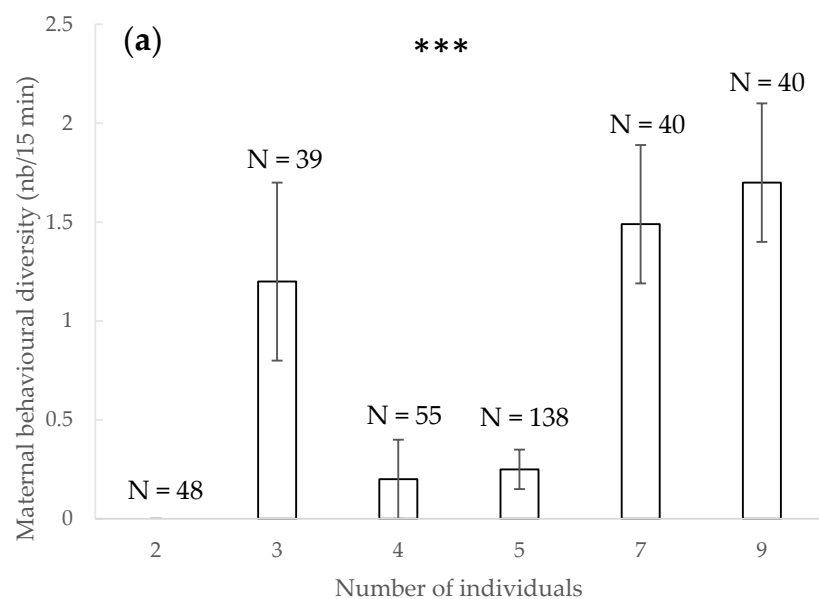 (a)
***
Maternal behavioural diversity (nb/15 min)
2.5
2
1.5
1
0.5
0
N = 48
N = 39
N = 55
N = 138
N = 40
N = 40
2 3 4 5 7 9
Number of individuals